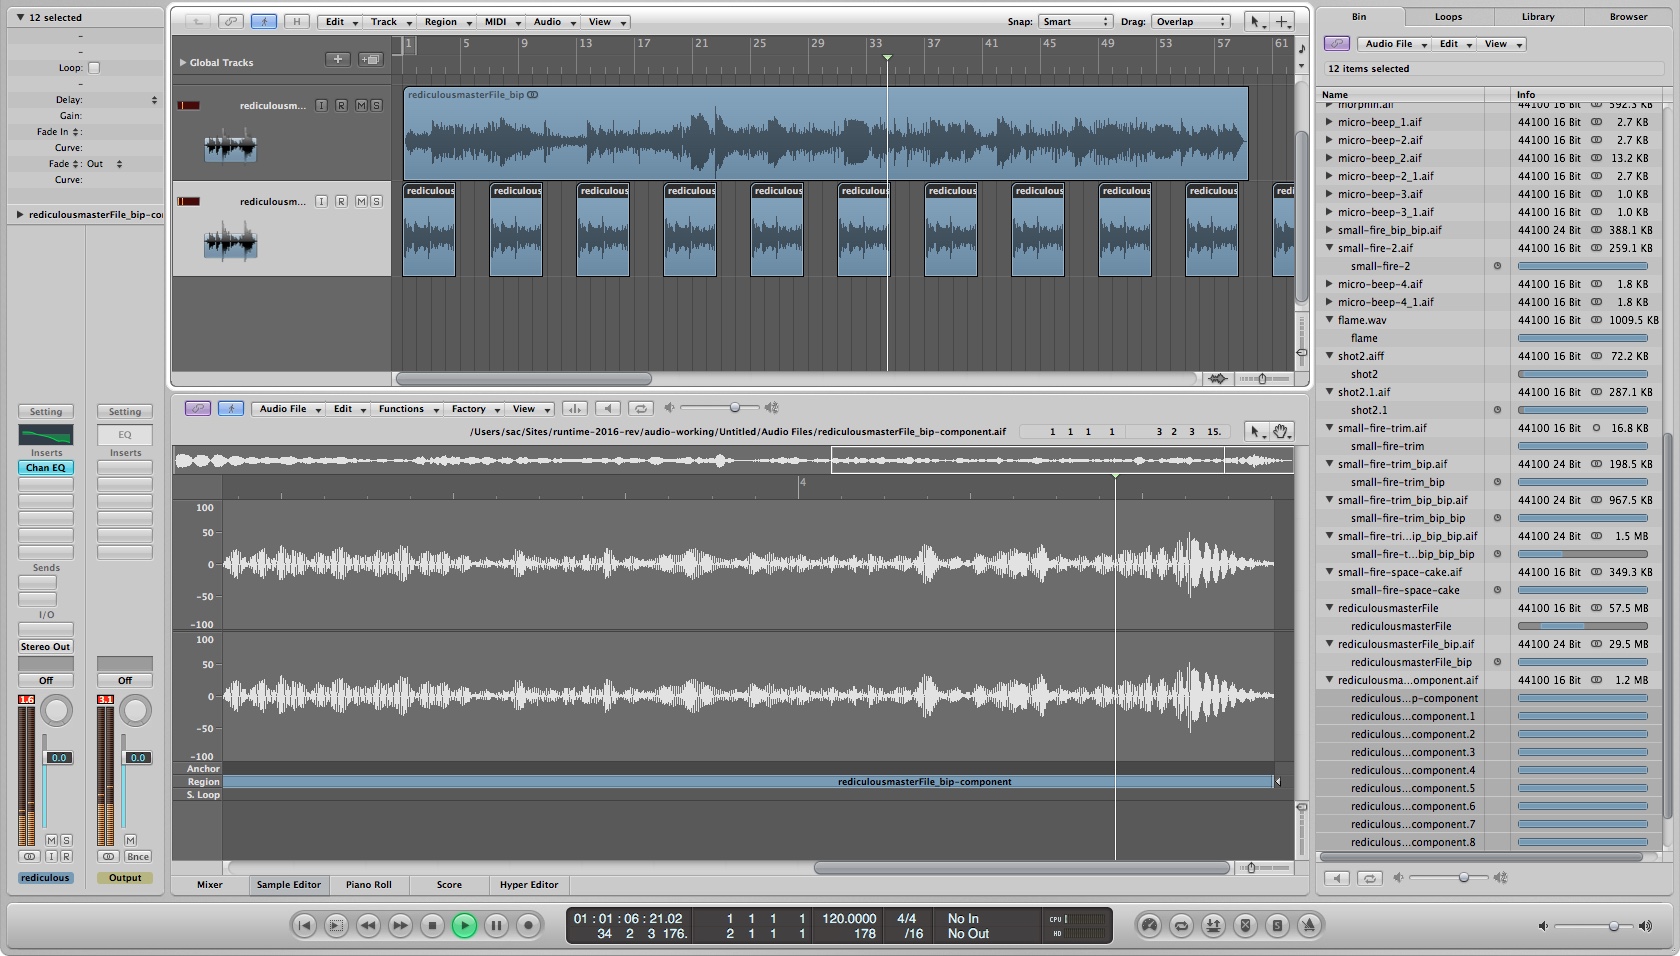 12 selected
Loop:
Delay:
Gain:
Fade In :
Curve:
Fade : Out
Curve:
rediculousmasterFile_bip-co
Setting Setting
EQ
Inserts Inserts
Chan EQ
Sends
I/O
Stereo Out
Off Off
1.6 3.1
0.0 0.0
M S M
I R Bnce
rediculous Output
H Edit Track Region MIDI Audio View Snap: Smart Drag: Overlap
1 5 9 13 17 21 25 29 33 37 41 45 49 53 57 61
Global Tracks
rediculousm... I R M S
rediculousmasterFile_bip
rediculousm... I R M S
rediculous rediculous rediculous rediculous rediculous rediculous rediculous rediculous rediculous rediculous redi
Audio File Edit Functions Factory View
/Users/sac/Sites/runtime-2016-rev/audio-working/Untitled/Audio Files/rediculousmasterFile_bip-component.aif 1 1 1 1 3 2 3 15.
4
100
50
0
-50
-100
100
50
0
-50
-100
Anchor
Region rediculousmasterFile_bip-component
S. Loop
Mixer Sample Editor Piano Roll Score Hyper Editor
Bin Loops Library Browser
Audio File Edit View
12 items selected
Name Info
morphin.aif 44100 16 Bit 592.3 KB
micro-beep_1.aif 44100 16 Bit 2.7 KB
micro-beep-2.aif 44100 16 Bit 2.7 KB
micro-beep_2.aif 44100 16 Bit 13.2 KB
micro-beep-2_1.aif 44100 16 Bit 2.7 KB
micro-beep-3.aif 44100 16 Bit 1.0 KB
micro-beep-3_1.aif 44100 16 Bit 1.0 KB
small-fire_bip_bip.aif 44100 24 Bit 388.1 KB
small-fire-2.aif 44100 16 Bit 259.1 KB
small-fire-2
micro-beep-4.aif 44100 16 Bit 1.8 KB
micro-beep-4_1.aif 44100 16 Bit 1.8 KB
flame.wav 44100 16 Bit 1009.5 KB
flame
shot2.aiff 44100 16 Bit 72.2 KB
shot2
shot2.1.aif 44100 16 Bit 287.1 KB
shot2.1
small-fire-trim.aif 44100 16 Bit 16.8 KB
small-fire-trim
small-fire-trim_bip.aif 44100 24 Bit 198.5 KB
small-fire-trim_bip
small-fire-trim_bip_bip.aif 44100 24 Bit 967.5 KB
small-fire-trim_bip_bip
small-fire-tri...ip_bip_bip.aif 44100 24 Bit 1.5 MB
small-fire-t...bip_bip_bip
small-fire-space-cake.aif 44100 16 Bit 349.3 KB
small-fire-space-cake
rediculousmasterFile 44100 16 Bit 57.5 MB
rediculousmasterFile
rediculousmasterFile_bip.aif 44100 24 Bit 29.5 MB
rediculousmasterFile_bip
rediculousma...omponent.aif 44100 16 Bit 1.2 MB
rediculous...p-component
rediculous...component.1
rediculous...component.2
rediculous...component.3
rediculous...component.4
rediculous...component.5
rediculous...component.6
rediculous...component.7
rediculous...component.8
01 : 01 : 06 : 21.02 1 1 1 1 120.0000 4/4 No In CPU
34 2 3 176. 2 1 1 1 178 /16 No Out HD